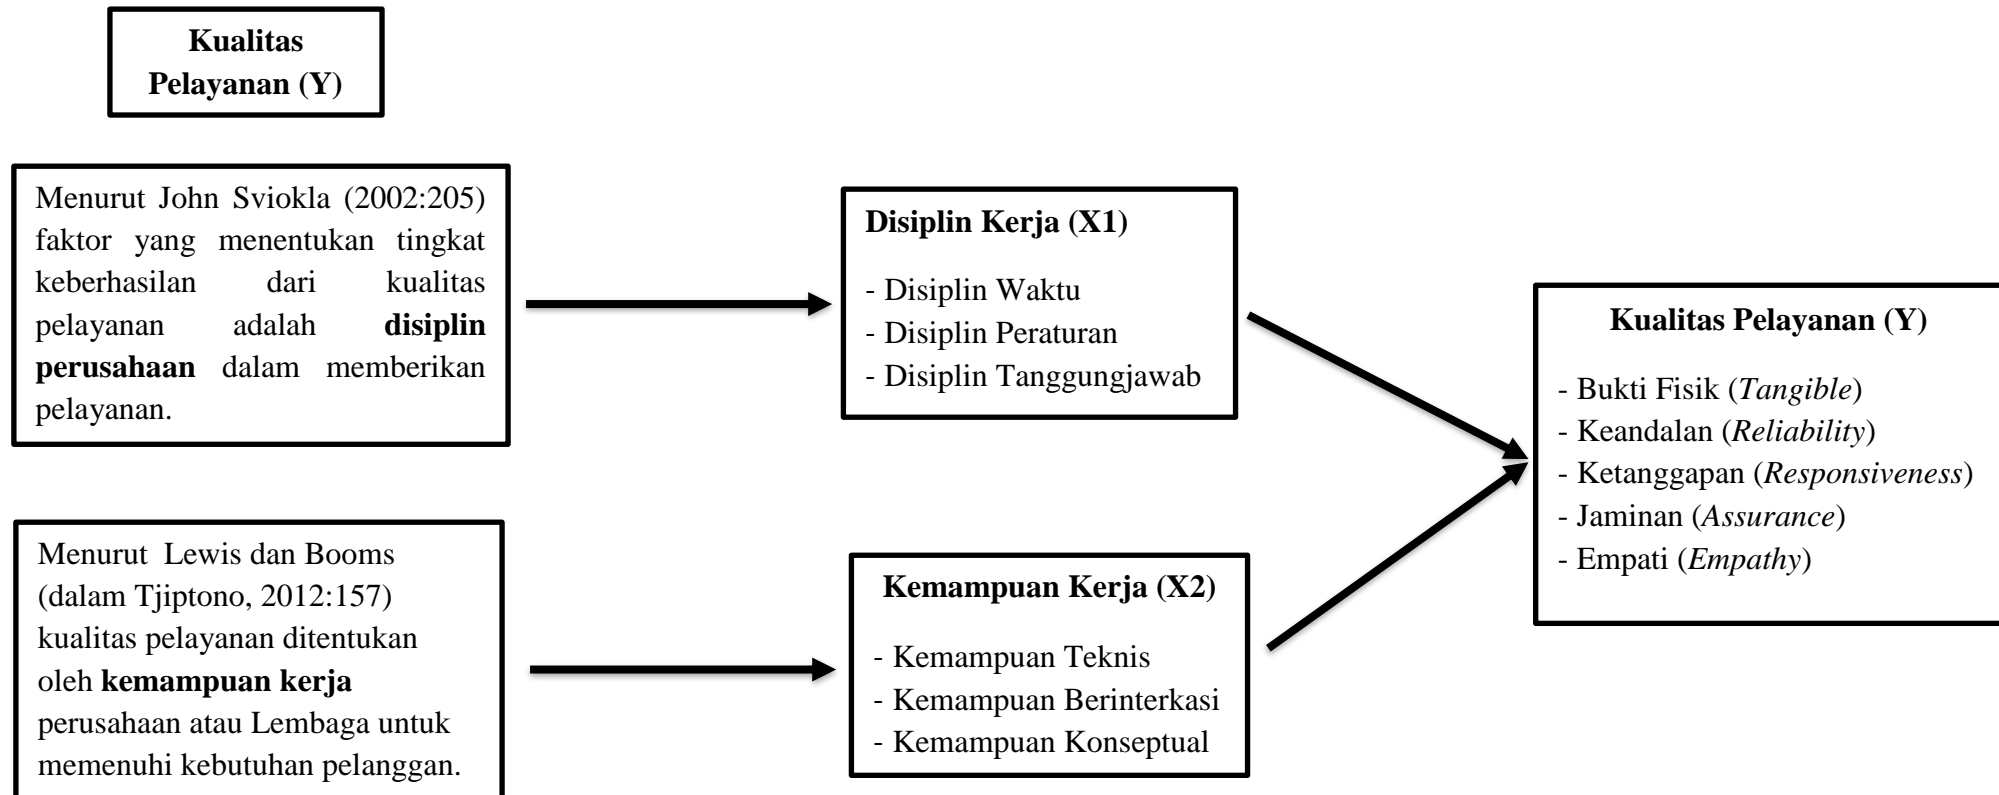 Kualitas
Pelayanan (Y)
Menurut John Sviokla (2002:205)
faktor yang menentukan tingkat
keberhasilan dari kualitas
pelayanan adalah disiplin
perusahaan dalam memberikan
pelayanan.
Disiplin Kerja (X1)
- Disiplin Waktu
- Disiplin Peraturan
- Disiplin Tanggungjawab
Menurut Lewis dan Booms
(dalam Tjiptono, 2012:157)
kualitas pelayanan ditentukan
oleh kemampuan kerja
perusahaan atau Lembaga untuk
memenuhi kebutuhan pelanggan.
Kemampuan Kerja (X2)
- Kemampuan Teknis
- Kemampuan Berinterkasi
- Kemampuan Konseptual
Kualitas Pelayanan (Y)
- Bukti Fisik (Tangible)
- Keandalan (Reliability)
- Ketanggapan (Responsiveness)
- Jaminan (Assurance)
- Empati (Empathy)